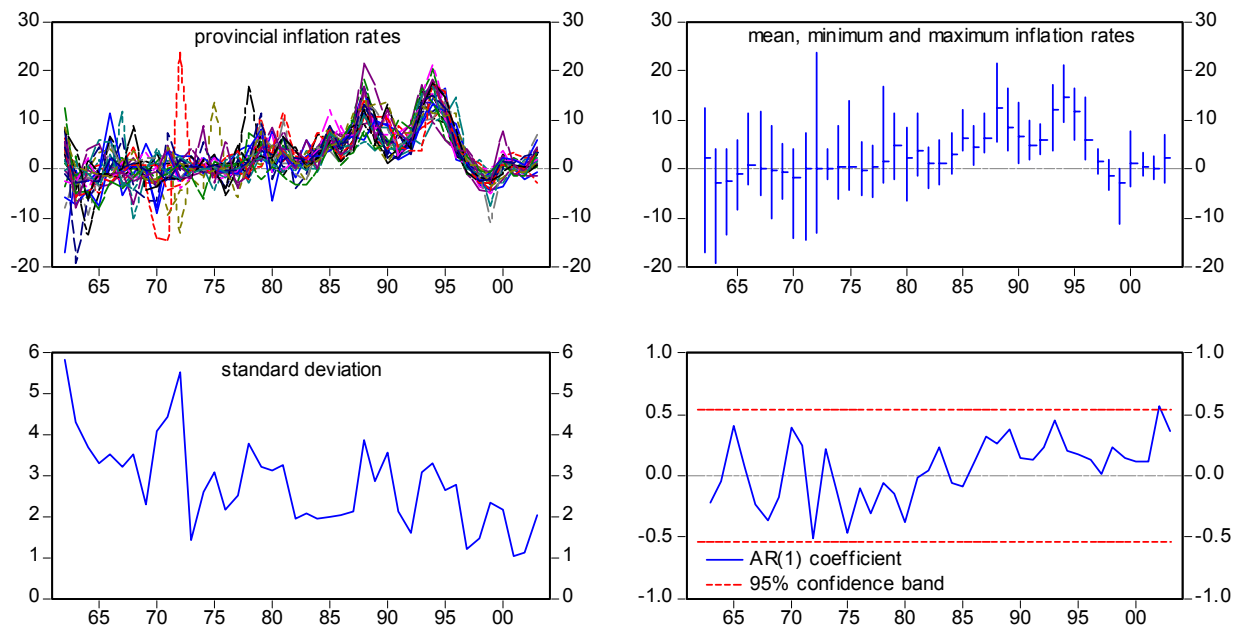 30 30 30 30
provincial inflation rates mean, minimum and maximum inflation rates
20 20 20 20
10 10 10 10
0 0 0 0
-10 -10 -10 -10
-20 -20 -20 -20
65 70 75 80 85 90 95 00 65 70 75 80 85 90 95 00
6 6 1.0 1.0
standard deviation
5 5
4 4 0.5 0.5
3 3 0.0 0.0
2 2
-0.5 -0.5
1 1 AR(1) coefficient
95% confidence band
0 0 -1.0 -1.0
65 70 75 80 85 90 95 00 65 70 75 80 85 90 95 00